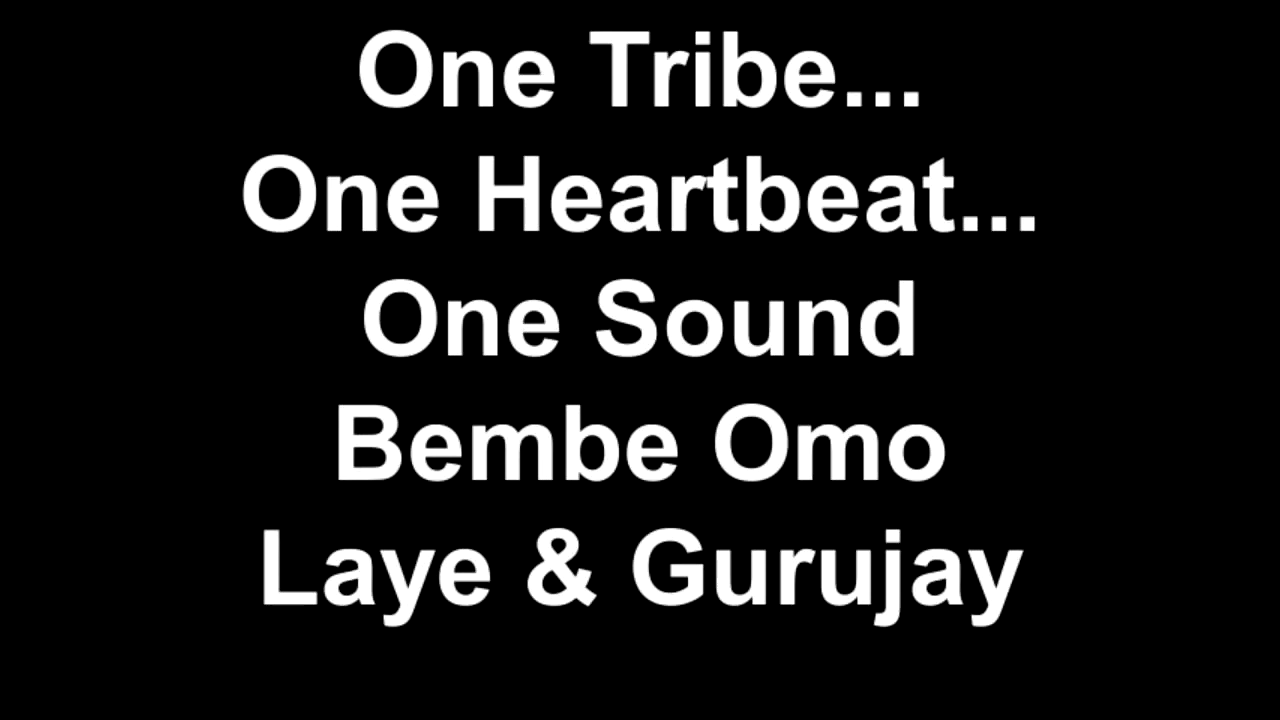 One Tribe...
One Heartbeat...
One Sound
Bembe Omo
Laye & Gurujay